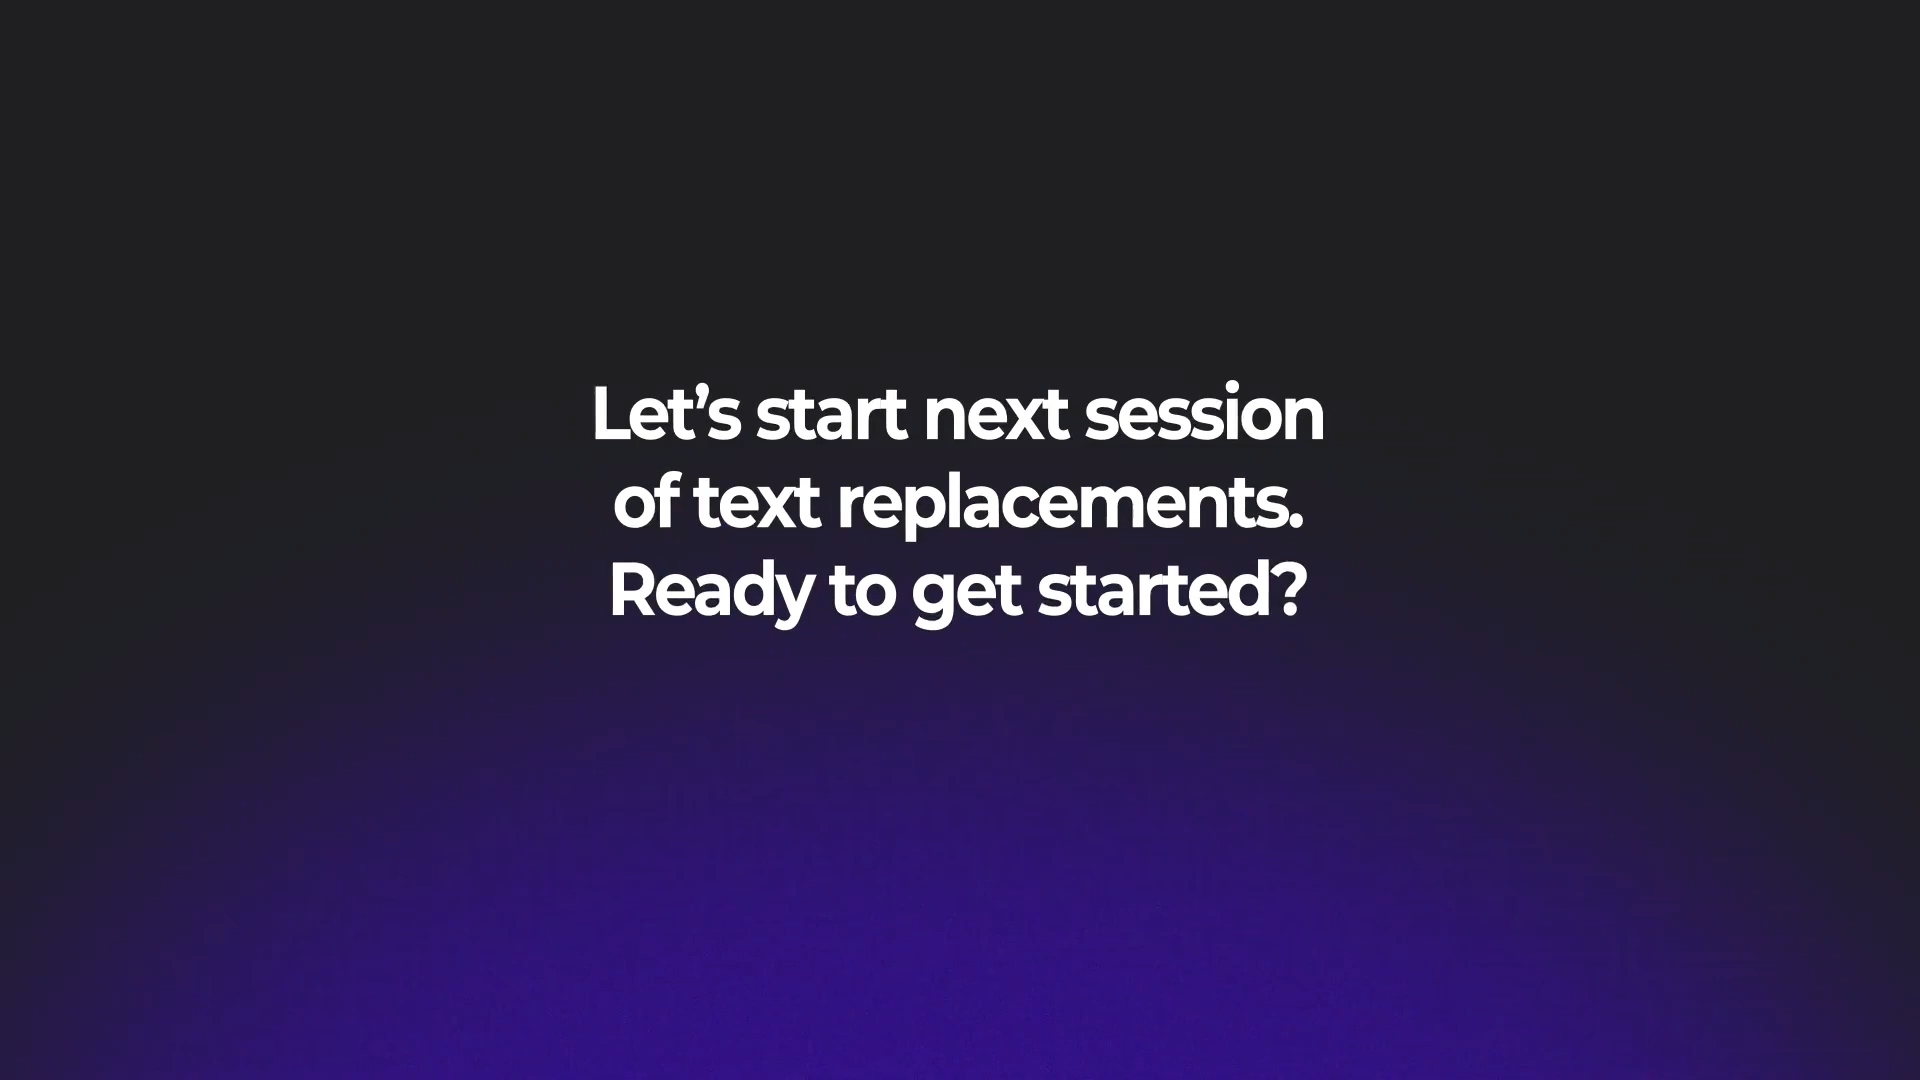 Let’s start next session
of text replacements.
Ready to get started?